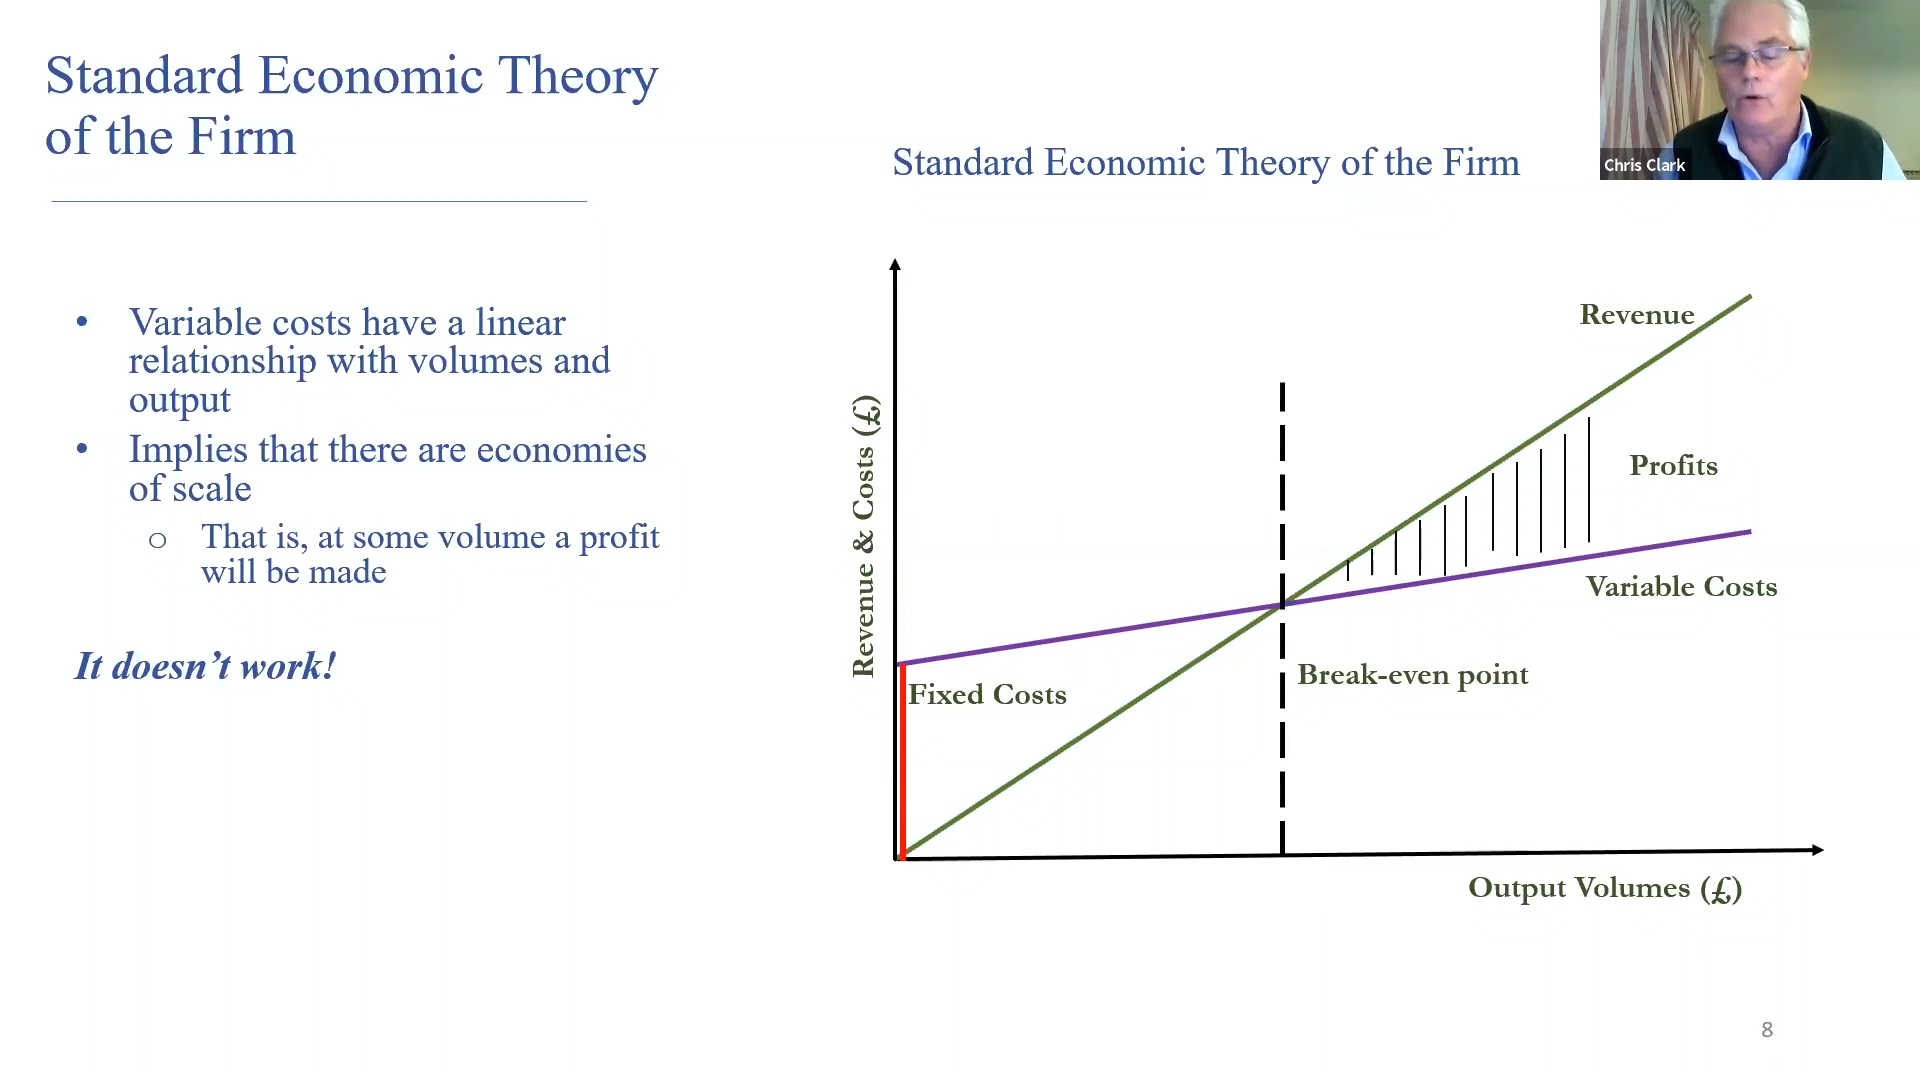 Standard Economic Theory
of the Firm
• Variable costs have a linear
relationship with volumes and
output
• Implies that there are economies
of scale
o That is, at some volume a profit
will be made
It doesn’t work!
Standard Economic Theory of the Firm
Chris Clark
Revenue & Costs (£)
Revenue
Profits
Variable Costs
Break-even point
Fixed Costs
Output Volumes (£)
8